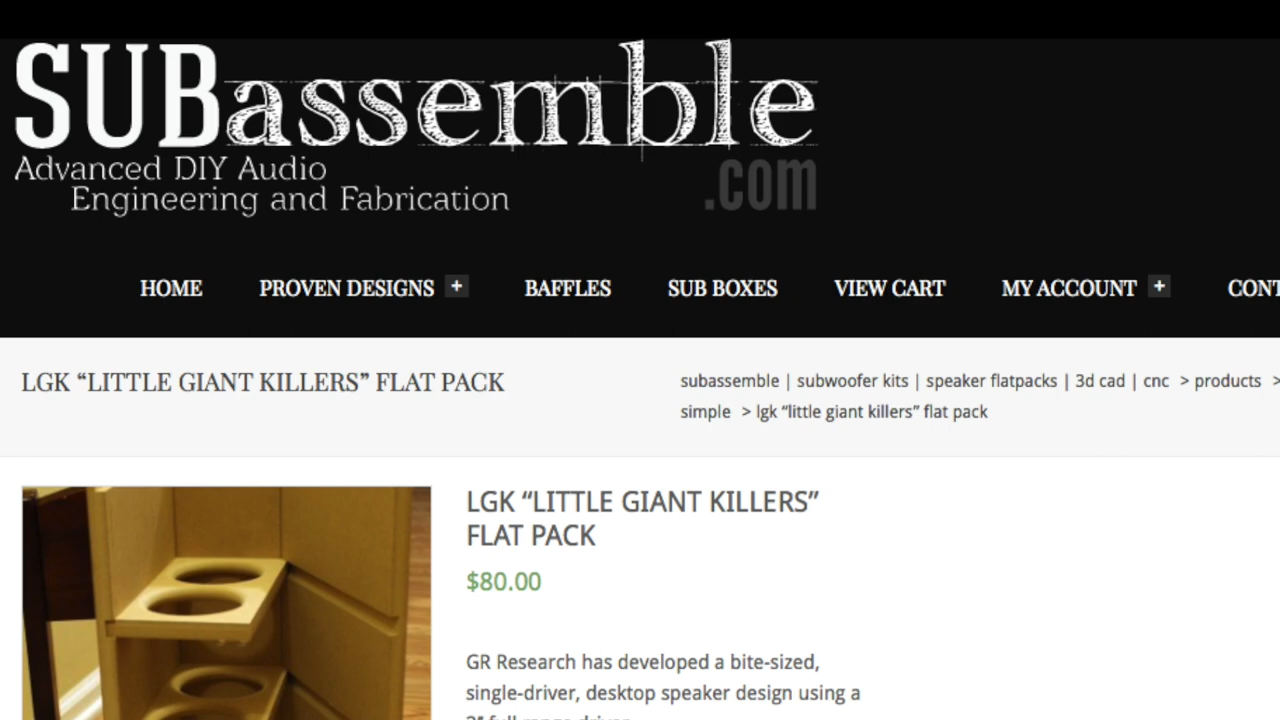 SUBassemble
Advanced DIY Audio
Engineering and Fabrication
.com
HOME PROVEN DESIGNS + BAFFLES SUB BOXES VIEW CART MY ACCOUNT + CONT
LGK “LITTLE GIANT KILLERS” FLAT PACK
subassemble | subwoofer kits | speaker flatpacks | 3d cad | cnc > products >
simple > lgk “little giant killers” flat pack
LGK “LITTLE GIANT KILLERS”
FLAT PACK
$80.00
GR Research has developed a bite-sized,
single-driver, desktop speaker design using a